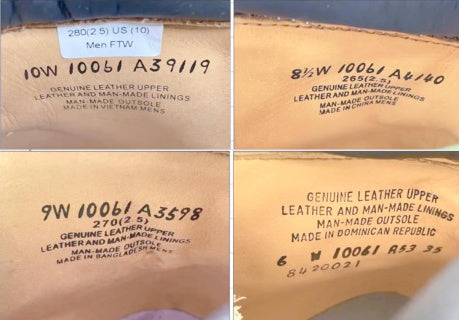 280(2.5) US (10)
Men FTW
10W 10061 A39119
GENUINE LEATHER UPPER
LEATHER AND MAN-MADE LININGS
MAN-MADE OUTSOLE
MADE IN VIETNAM MENS
8½W 10061 A4140
265(2.5)
GENUINE LEATHER UPPER
LEATHER AND MAN-MADE LININGS
MAN-MADE OUTSOLE
MADE IN CHINA MENS
9W 10061 A3598
270(2.5)
GENUINE LEATHER UPPER
LEATHER AND MAN-MADE LININGS
MAN-MADE OUTSOLE
MADE IN BANGLADESH MENS
GENUINE LEATHER UPPER
LEATHER AND MAN-MADE LININGS
MAN-MADE OUTSOLE
MADE IN DOMINICAN REPUBLIC
6 W 10061 A53 35
8420021